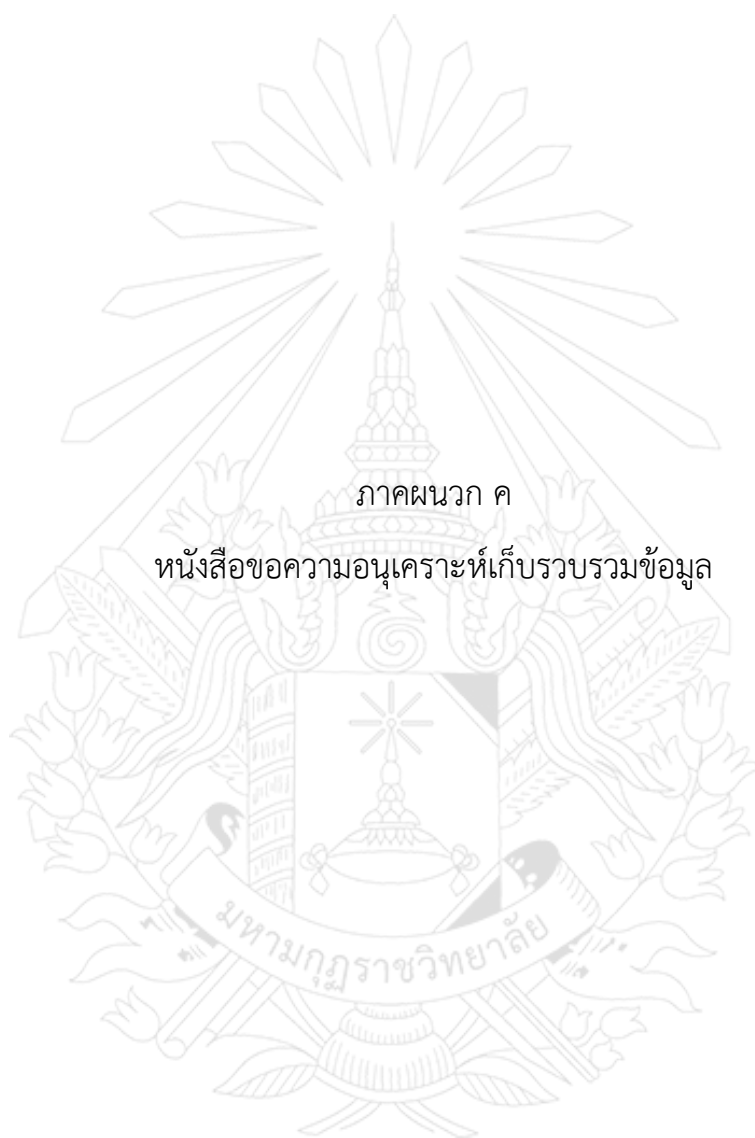 ภาคผนวก ค
หนังสือขอความอนุเคราะห์เก็บรวบรวมข้อมูล
มหามกุฏราชวิทยาลัย